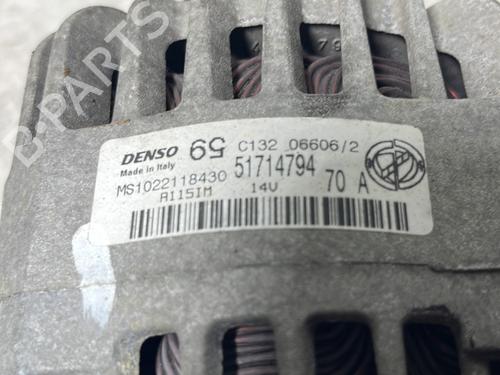 DENSO 59 C132 06606/2
Made in Italy 51714794
MS1022118430 70 A
A115IM 14V
B-PARTS